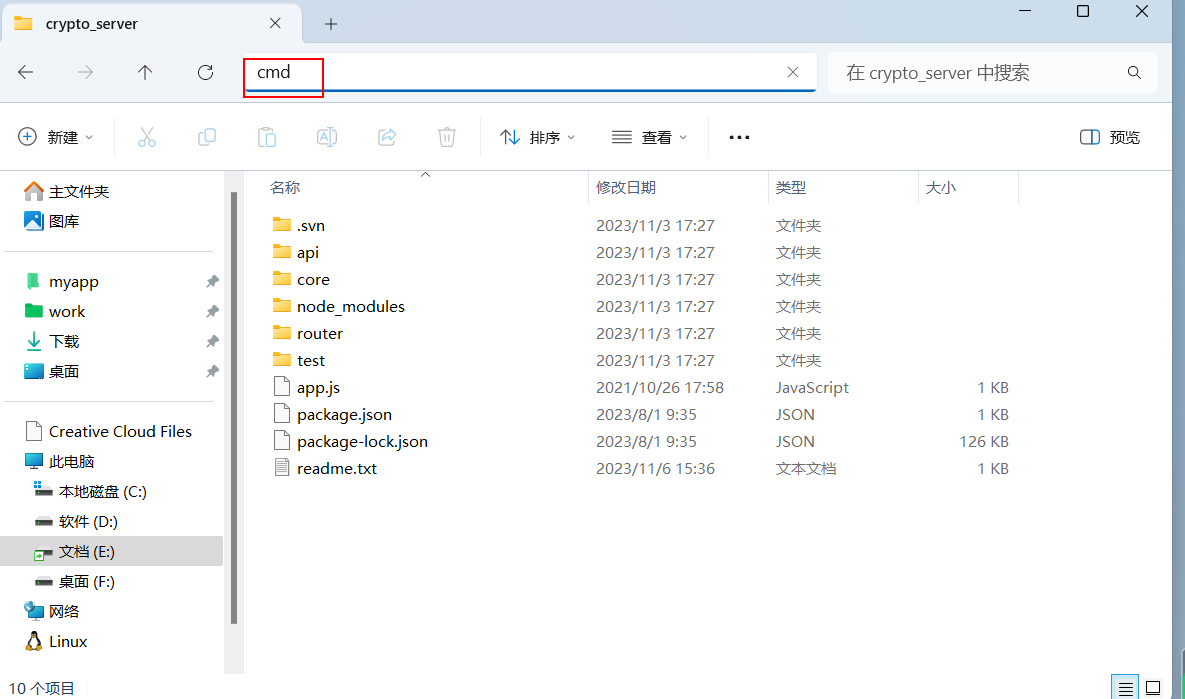 crypto_server
cmd
在 crypto_server 中搜索
新建
排序
查看
预览
主文件夹
图库
myapp
work
下载
桌面
Creative Cloud Files
此电脑
本地磁盘 (C:)
软件 (D:)
文档 (E:)
桌面 (F:)
网络
Linux
名称 修改日期 类型 大小
.svn 2023/11/3 17:27 文件夹
api 2023/11/3 17:27 文件夹
core 2023/11/3 17:27 文件夹
node_modules 2023/11/3 17:27 文件夹
router 2023/11/3 17:27 文件夹
test 2023/11/3 17:27 文件夹
app.js 2021/10/26 17:58 JavaScript 1 KB
package.json 2023/8/1 9:35 JSON 1 KB
package-lock.json 2023/8/1 9:35 JSON 126 KB
readme.txt 2023/11/6 15:36 文本文档 1 KB
10 个项目